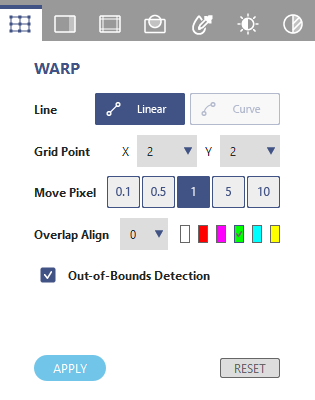 WARP
Line Linear Curve
Grid Point X 2 Y 2
Move Pixel 0.1 0.5 1 5 10
Overlap Align 0
Out-of-Bounds Detection
APPLY RESET